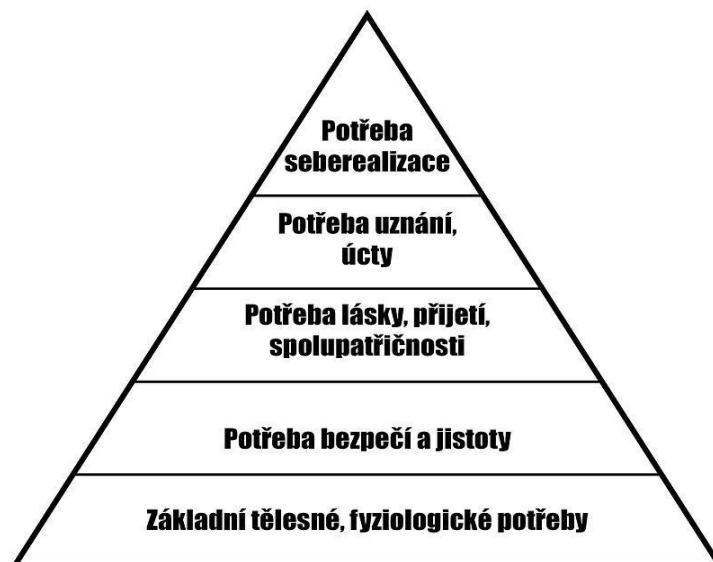 Potřeba
seberealizace
Potřeba uznání,
úcty
Potřeba lásky, přijetí,
spolupatřičnosti
Potřeba bezpečí a jistoty
Základní tělesné, fyziologické potřeby